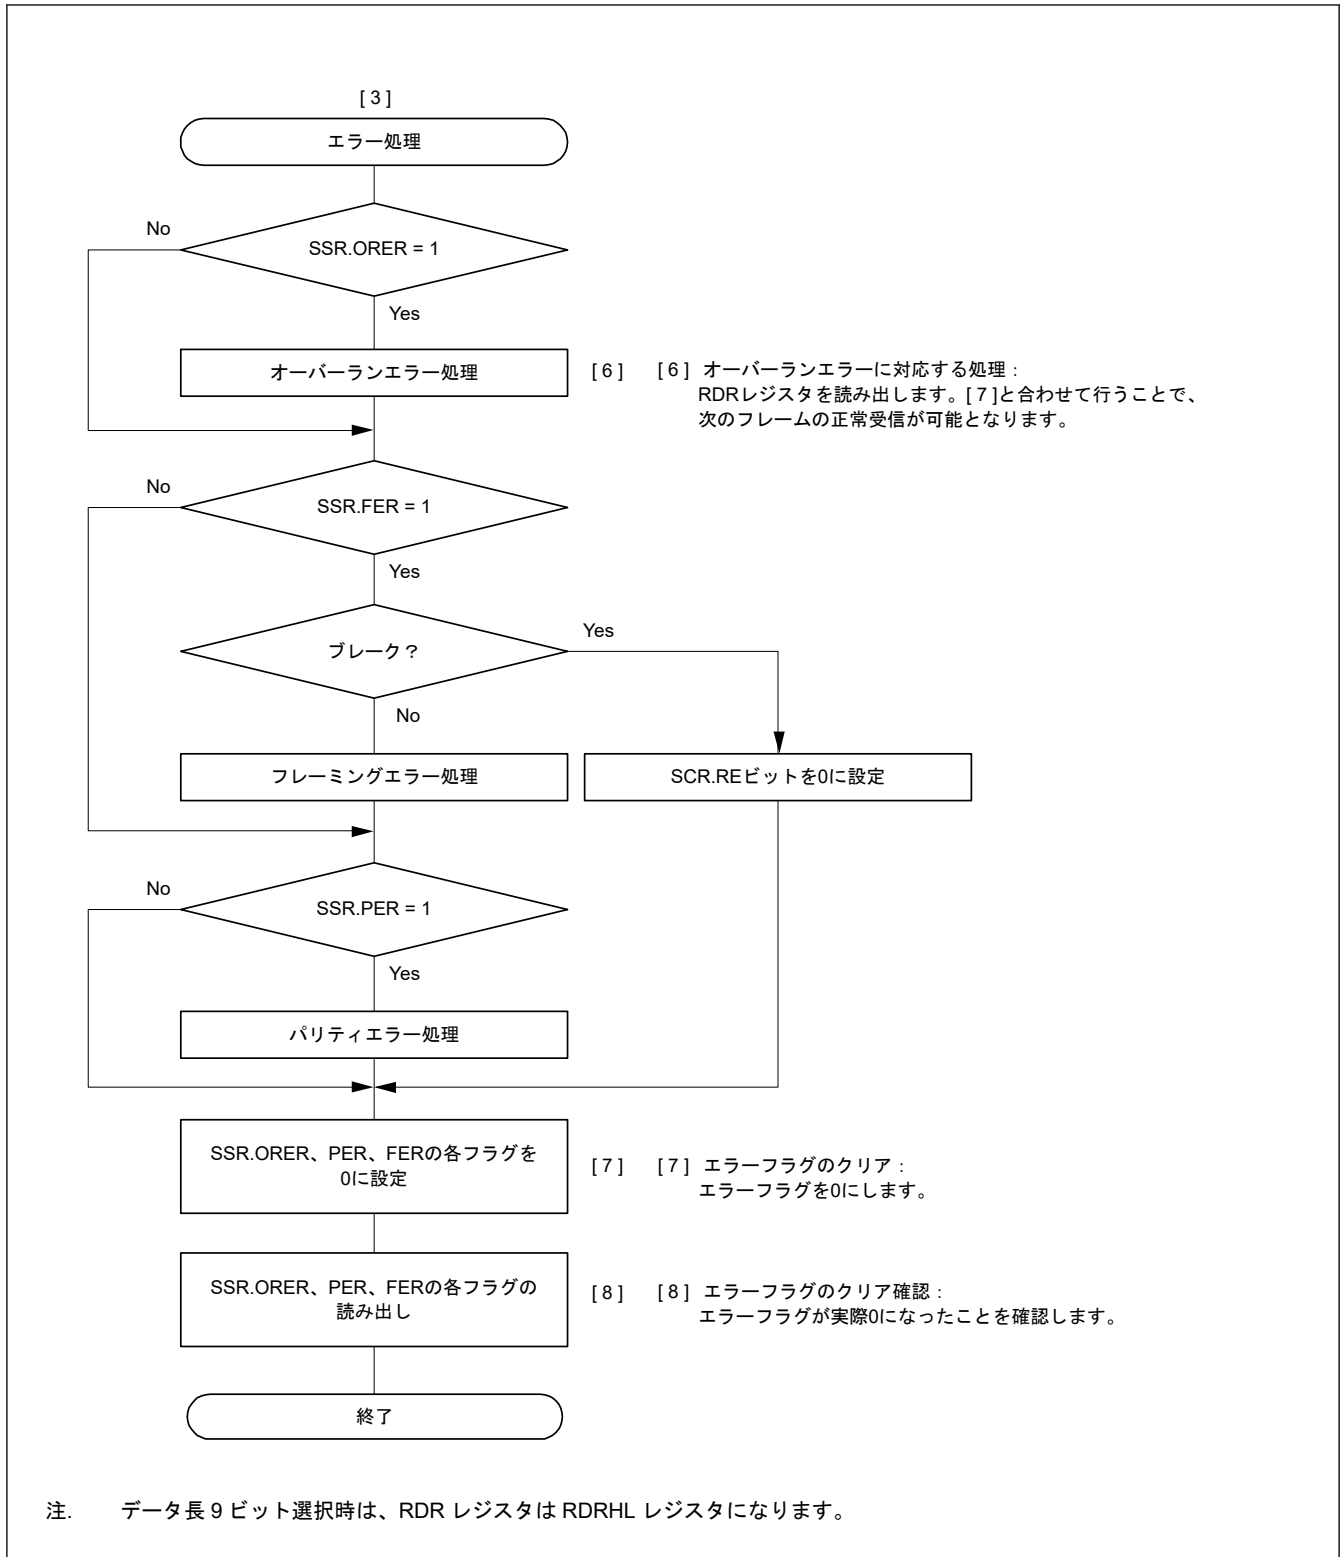 [ 3 ]
エラー処理
No
SSR.ORER = 1
Yes
オーバーランエラー処理
[ 6 ]
[ 6 ] オーバーランエラーに対応する処理：
RDRレジスタを読み出します。[ 7 ]と合わせて行うことで、
次のフレームの正常受信が可能となります。
No
SSR.FER = 1
Yes
ブレーク？
Yes
No
フレーミングエラー処理
SCR.REビットを0に設定
No
SSR.PER = 1
Yes
パリティエラー処理
SSR.ORER、PER、FERの各フラグを
0に設定
[ 7 ]
[ 7 ] エラーフラグのクリア：
エラーフラグを0にします。
SSR.ORER、PER、FERの各フラグの
読み出し
[ 8 ]
[ 8 ] エラーフラグのクリア確認：
エラーフラグが実際0になったことを確認します。
終了
注. データ長 9 ビット選択時は、RDR レジスタは RDRHL レジスタになります。